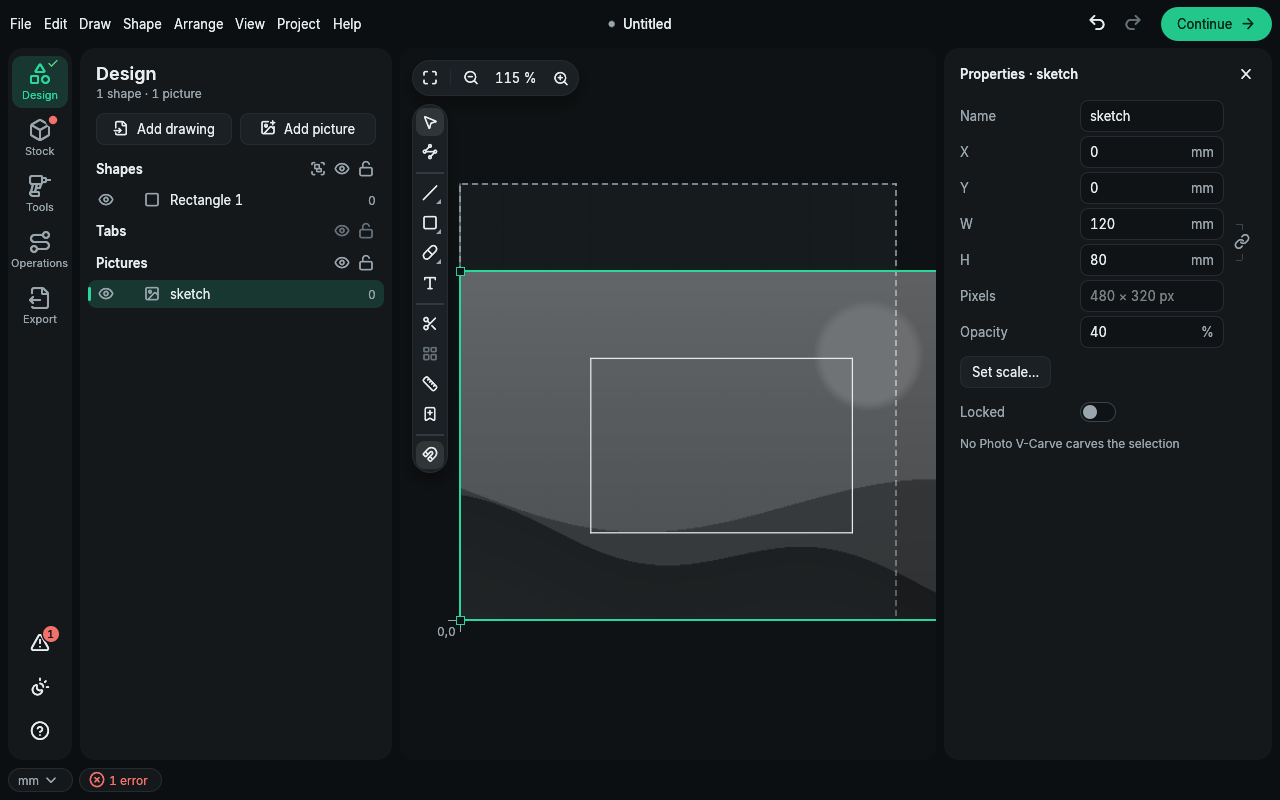 File Edit Draw Shape Arrange View Project Help
Untitled
Continue
Design
Stock
Tools
Operations
Export
1
Design
1 shape · 1 picture
Add drawing
Add picture
Shapes
Rectangle 1 0
Tabs
Pictures
sketch 0
115 %
0,0
Properties · sketch
Name sketch
X 0 mm
Y 0 mm
W 120 mm
H 80 mm
Pixels 480 × 320 px
Opacity 40 %
Set scale...
Locked
No Photo V-Carve carves the selection
mm
1 error